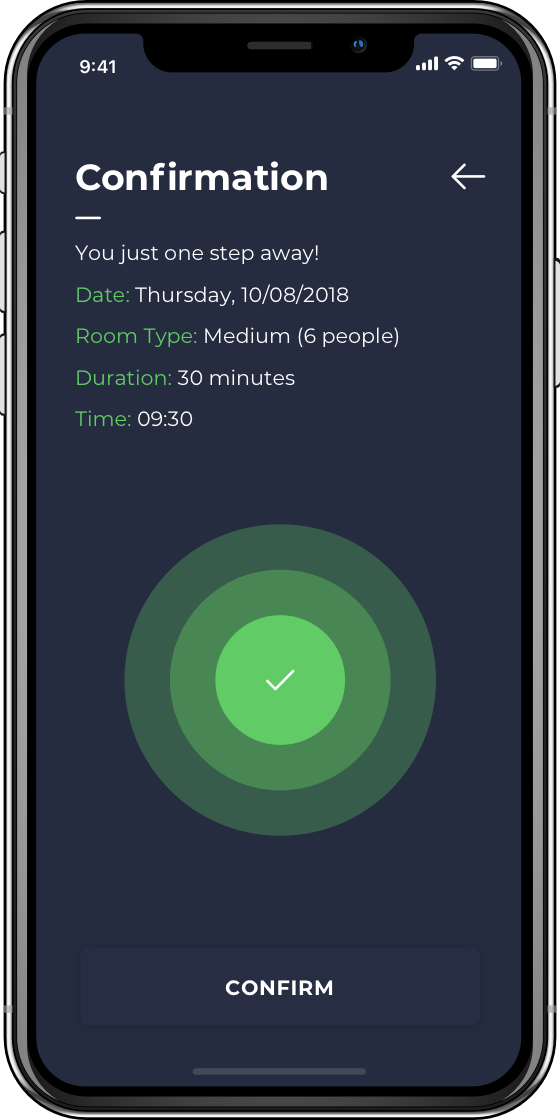 9:41
Confirmation
You just one step away!
Date: Thursday, 10/08/2018
Room Type: Medium (6 people)
Duration: 30 minutes
Time: 09:30
CONFIRM